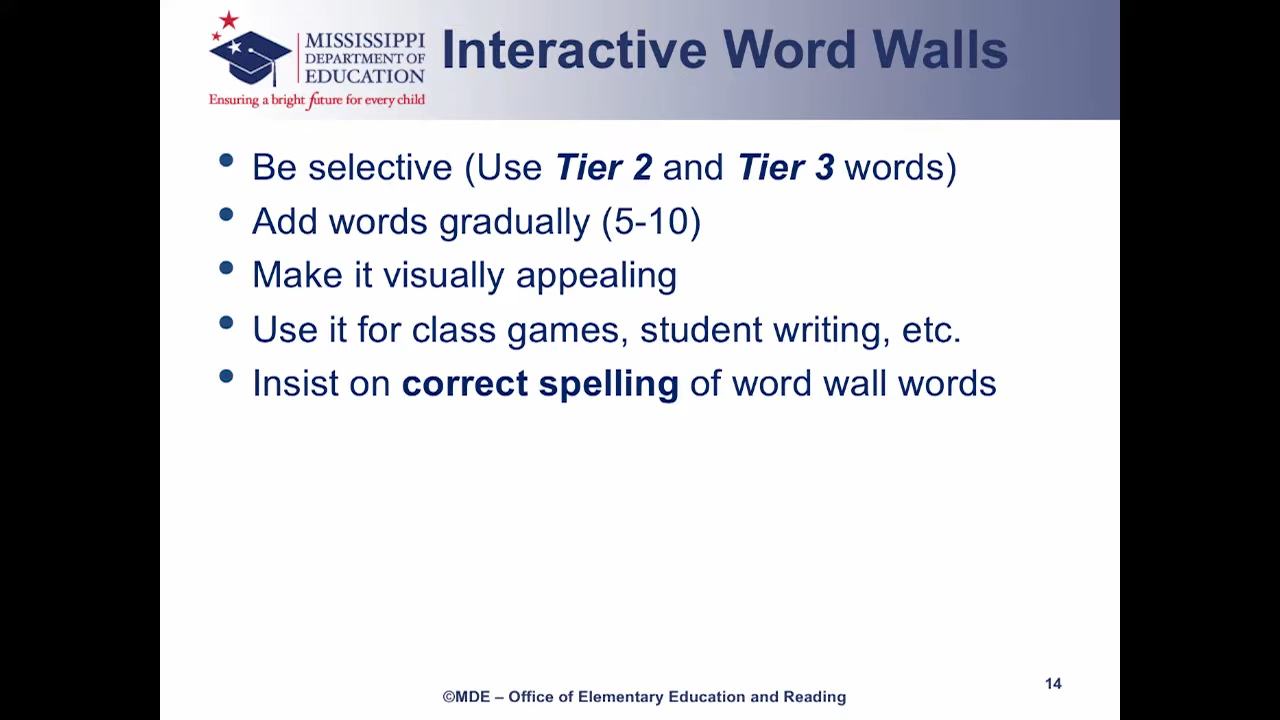 MISSISSIPPI
DEPARTMENT OF
EDUCATION
Ensuring a bright future for every child
Interactive Word Walls
• Be selective (Use Tier 2 and Tier 3 words)
• Add words gradually (5-10)
• Make it visually appealing
• Use it for class games, student writing, etc.
• Insist on correct spelling of word wall words
©MDE – Office of Elementary Education and Reading
14